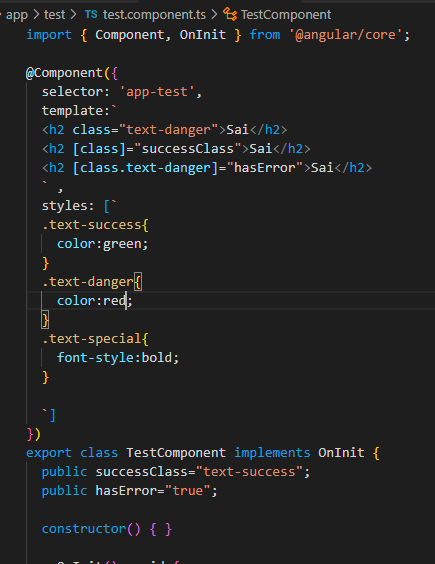 app > test > TS test.component.ts > TestComponent
import { Component, OnInit } from '@angular/core';
@Component({
selector: 'app-test',
template:`
<h2 class="text-danger">Sai</h2>
<h2 [class]="successClass">Sai</h2>
<h2 [class.text-danger]="hasError">Sai</h2>
` ,
styles: [`
.text-success{
color:green;
}
.text-danger{
color:red;
}
.text-special{
font-style:bold;
}
`]
})
export class TestComponent implements OnInit {
public successClass="text-success";
public hasError="true";
constructor() { }